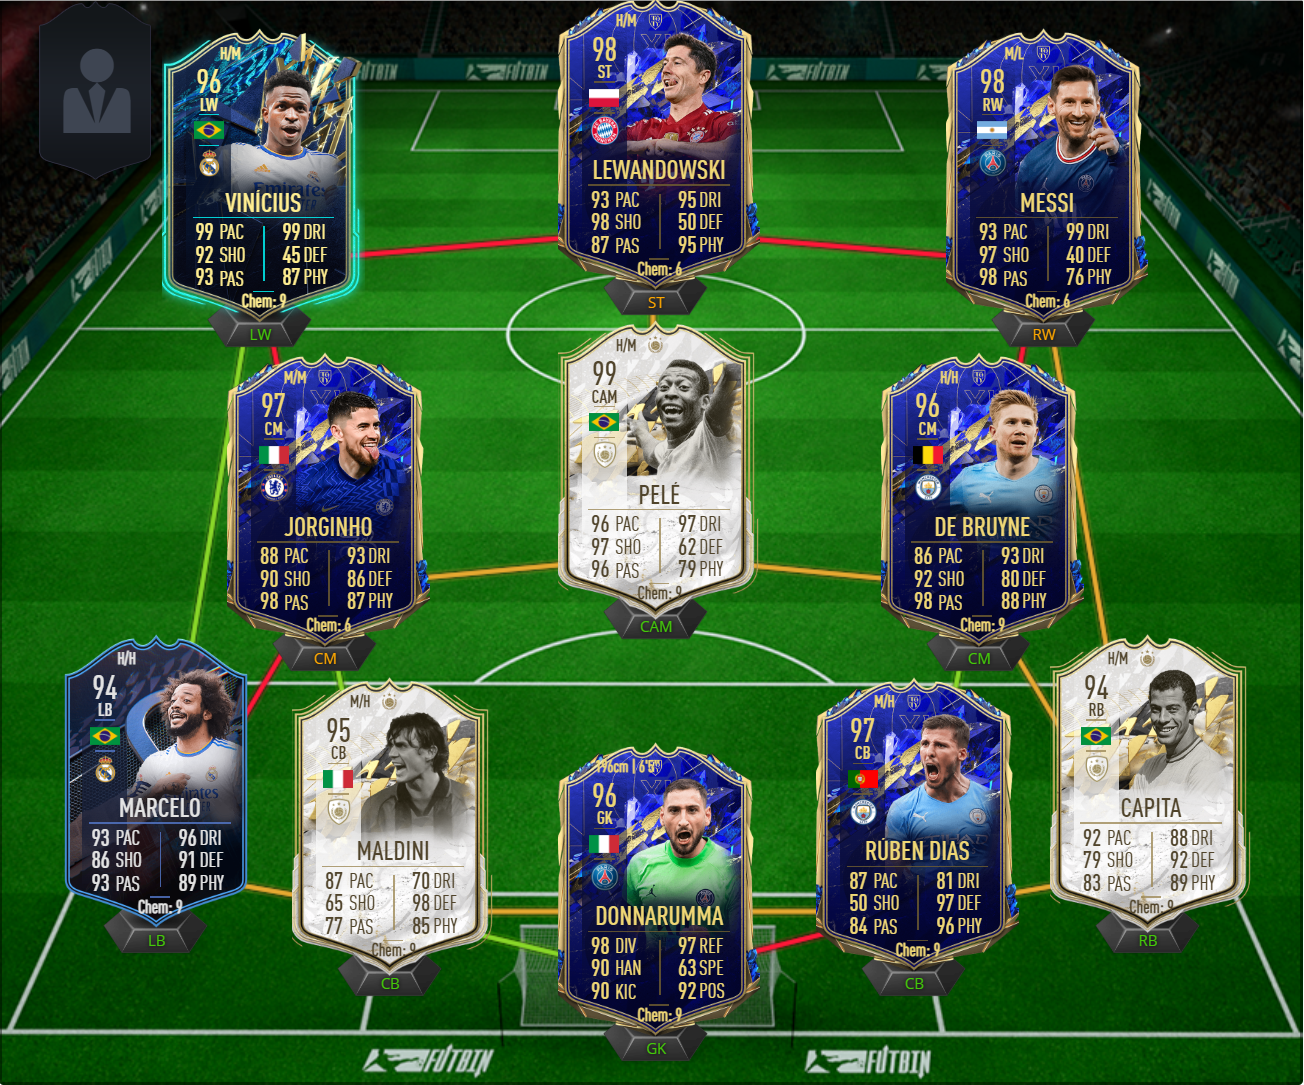 H/M
96
LW
VINÍCIUS
99 PAC 99 DRI
92 SHO 45 DEF
93 PAS 87 PHY
Chem: 9
LW
H/M
98
ST
LEWANDOWSKI
93 PAC 95 DRI
98 SHO 50 DEF
87 PAS 95 PHY
Chem: 6
ST
M/L
98
RW
MESSI
93 PAC 99 DRI
97 SHO 40 DEF
98 PAS 76 PHY
Chem: 6
RW
M/M
97
CM
JORGINHO
88 PAC 93 DRI
90 SHO 86 DEF
98 PAS 87 PHY
Chem: 6
CM
H/M
99
CAM
PELÉ
96 PAC 97 DRI
97 SHO 62 DEF
96 PAS 79 PHY
Chem: 9
CAM
H/H
96
CM
DE BRUYNE
86 PAC 93 DRI
92 SHO 80 DEF
98 PAS 88 PHY
Chem: 9
CM
H/H
94
LB
MARCELO
93 PAC 96 DRI
86 SHO 91 DEF
93 PAS 89 PHY
Chem: 9
LB
M/H
95
CB
MALDINI
87 PAC 70 DRI
65 SHO 98 DEF
77 PAS 85 PHY
Chem: 9
CB
196cm | 6'5"
96
GK
DONNARUMMA
98 DIV 97 REF
90 HAN 63 SPE
90 KIC 92 POS
Chem: 9
GK
M/H
97
CB
RÚBEN DIAS
87 PAC 81 DRI
50 SHO 97 DEF
84 PAS 96 PHY
Chem: 9
CB
H/M
94
RB
CAPITA
92 PAC 88 DRI
79 SHO 92 DEF
83 PAS 89 PHY
Chem: 9
RB
FUTBIN
FUTBIN